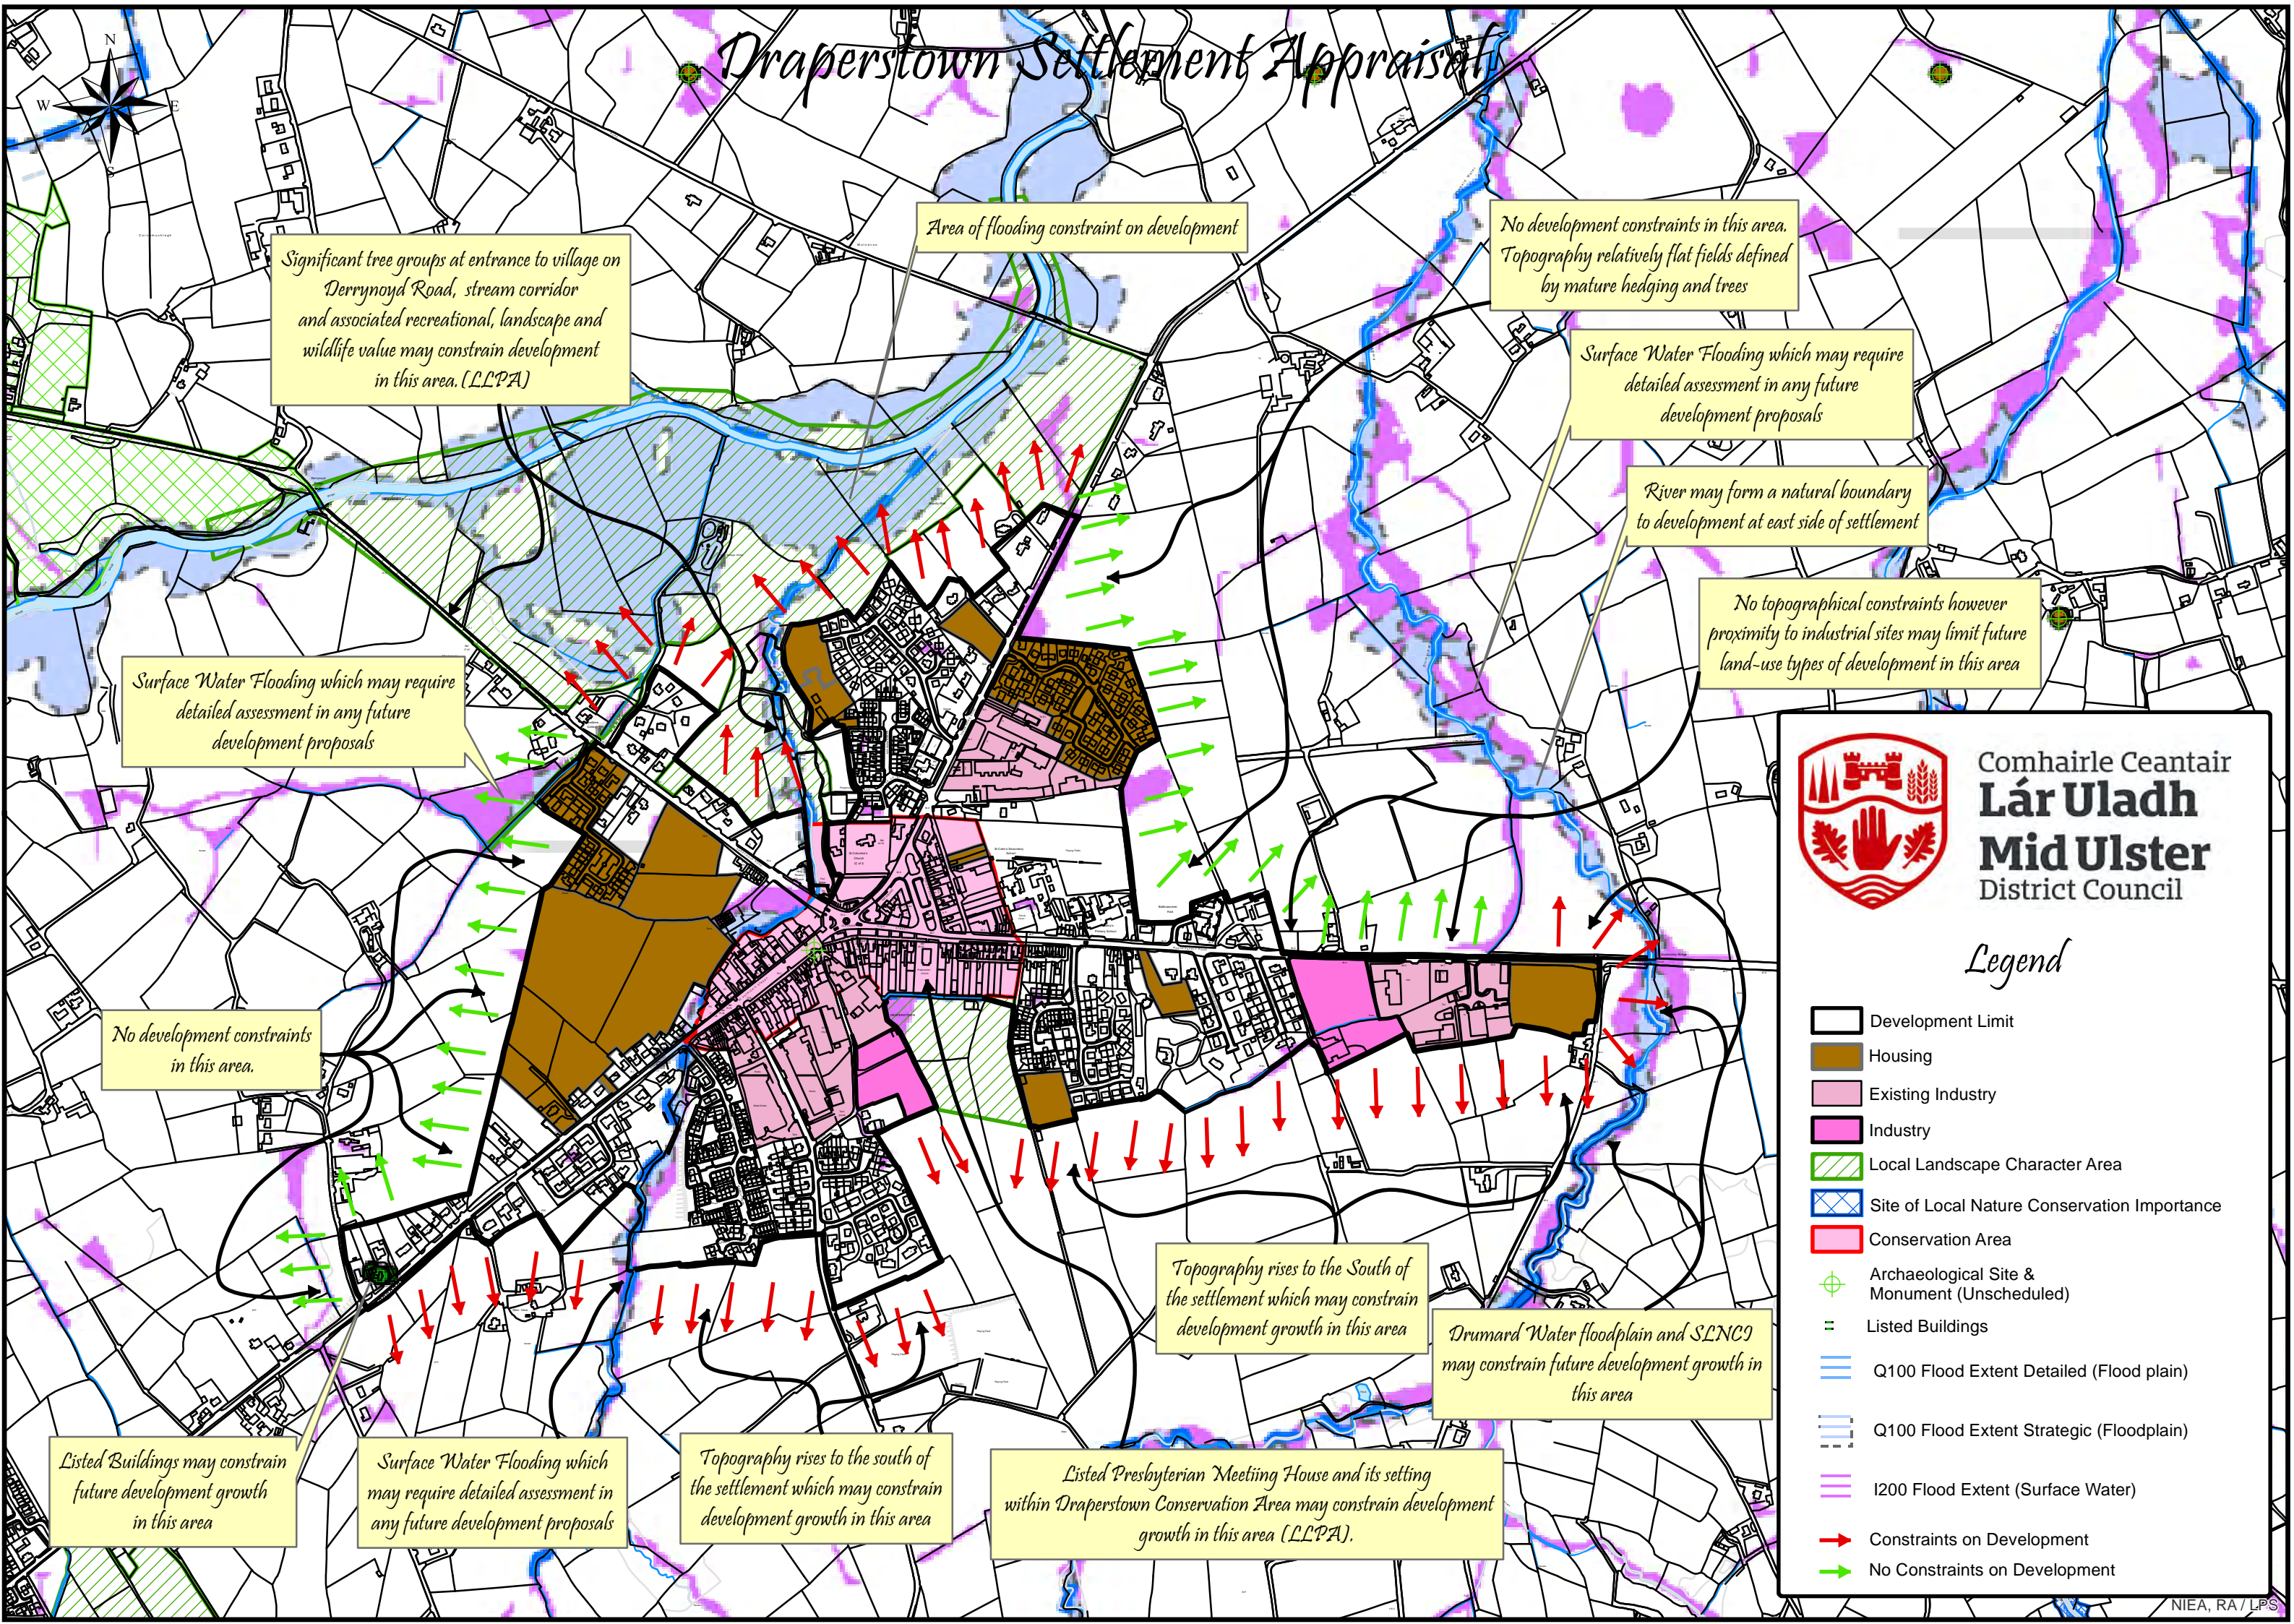 Draperstown Settlement Appraisal
N
W
E
S
Area of flooding constraint on development
No development constraints in this area.
Topography relatively flat fields defined
by mature hedging and trees
Significant tree groups at entrance to village on
Derrynoyd Road, stream corridor
and associated recreational, landscape and
wildlife value may constrain development
in this area.(LLPA)
Surface Water Flooding which may require
detailed assessment in any future
development proposals
River may form a natural boundary
to development at east side of settlement
No topographical constraints however
proximity to industrial sites may limit future
land-use types of development in this area
Surface Water Flooding which may require
detailed assessment in any future
development proposals
No development constraints
in this area.
Topography rises to the South of
the settlement which may constrain
development growth in this area
Drumard Water floodplain and SLNCI
may constrain future development growth in
this area
Listed Buildings may constrain
future development growth
in this area
Surface Water Flooding which
may require detailed assessment in
any future development proposals
Topography rises to the south of
the settlement which may constrain
development growth in this area
Listed Presbyterian Meetiing House and its setting
within Draperstown Conservation Area may constrain development
growth in this area (LLPA).
Comhairle Ceantair
Lár Uladh
Mid Ulster
District Council
Legend
Development Limit
Housing
Existing Industry
Industry
Local Landscape Character Area
Site of Local Nature Conservation Importance
Conservation Area
Archaeological Site &
Monument (Unscheduled)
Listed Buildings
Q100 Flood Extent Detailed (Flood plain)
Q100 Flood Extent Strategic (Floodplain)
I200 Flood Extent (Surface Water)
Constraints on Development
No Constraints on Development
NIEA, RA / LPS